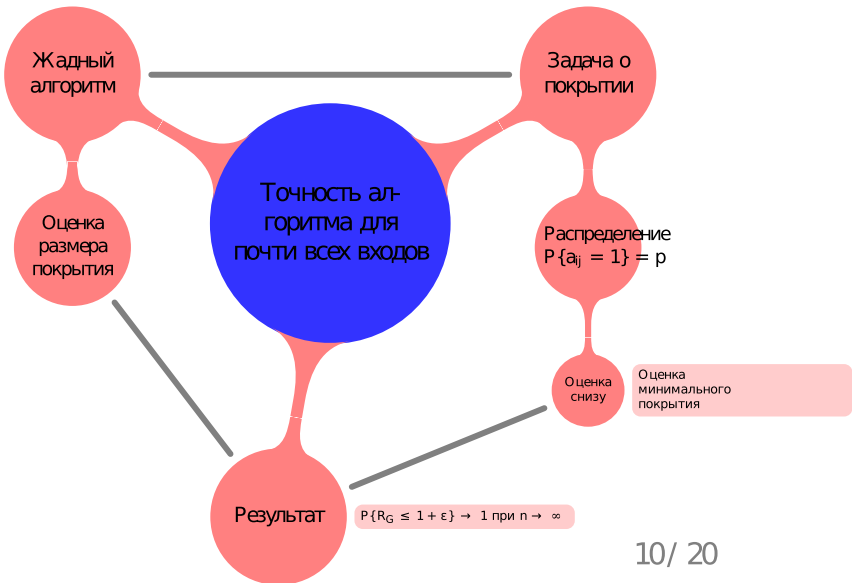 Жадный
алгоритм
Задача о
покрытии
Точность ал-
горитма для
почти всех входов
Оценка
размера
покрытия
Распределение
P{aij = 1} = p
Оценка
снизу
Оценка
минимального
покрытия
Результат
P{RG ≤ 1 + ε} → 1 при n → ∞
10 / 20